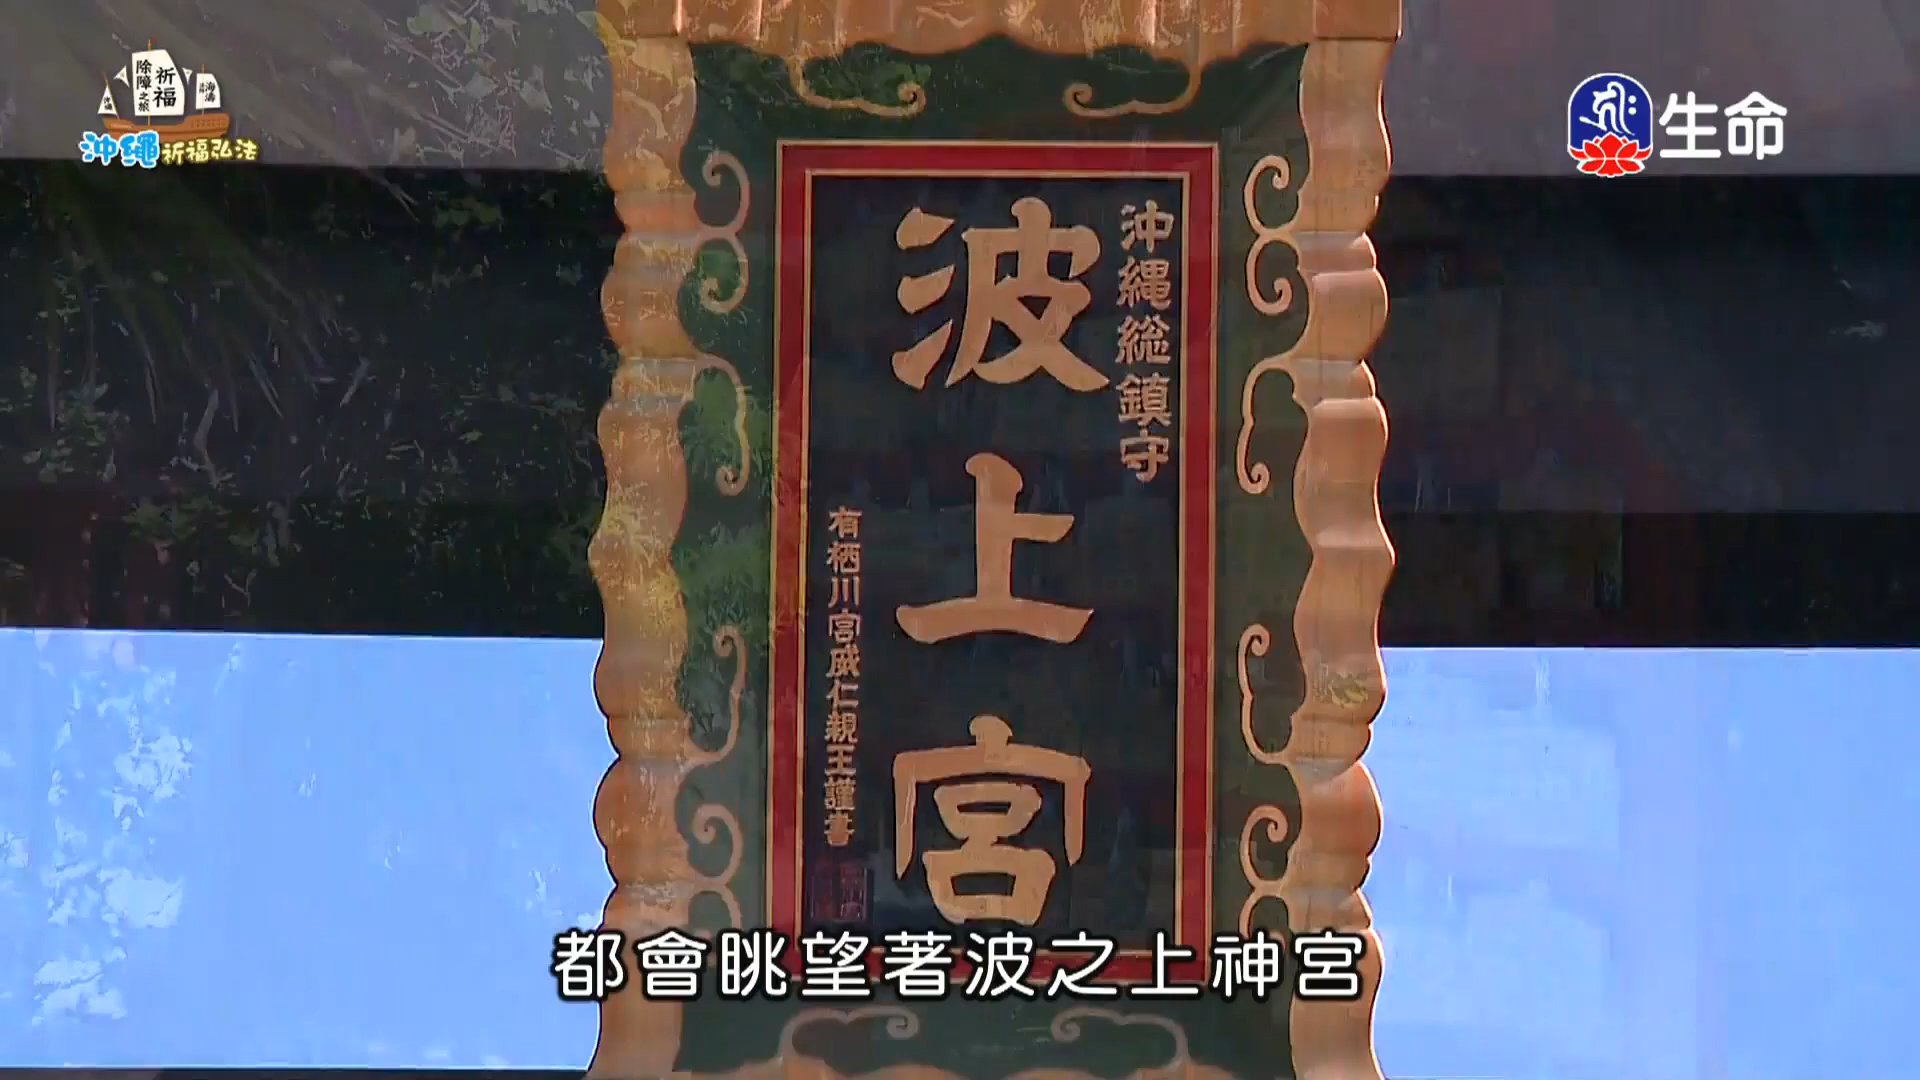 祈福
除障之旅
沖繩祈福弘法
生命
沖縄総鎮守
波上宮
有栖川宮威仁親王謹書
都會眺望著波之上神宮